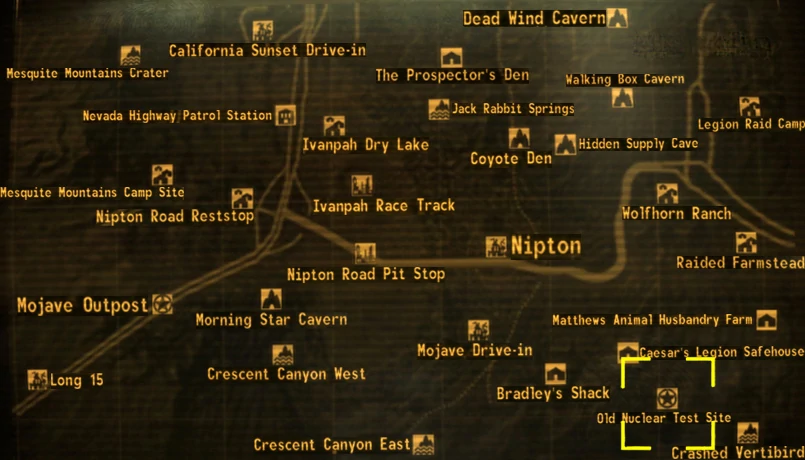 Dead Wind Cavern
California Sunset Drive-in
Mesquite Mountains Crater
The Prospector's Den
Walking Box Cavern
Nevada Highway Patrol Station
Jack Rabbit Springs
Legion Raid Camp
Ivanpah Dry Lake
Coyote Den
Hidden Supply Cave
Mesquite Mountains Camp Site
Nipton Road Reststop
Ivanpah Race Track
Wolfhorn Ranch
Nipton
Raided Farmstead
Nipton Road Pit Stop
Mojave Outpost
Morning Star Cavern
Matthews Animal Husbandry Farm
Mojave Drive-in
Caesar's Legion Safehouse
Crescent Canyon West
Long 15
Bradley's Shack
Old Nuclear Test Site
Crescent Canyon East
Crashed Vertibird